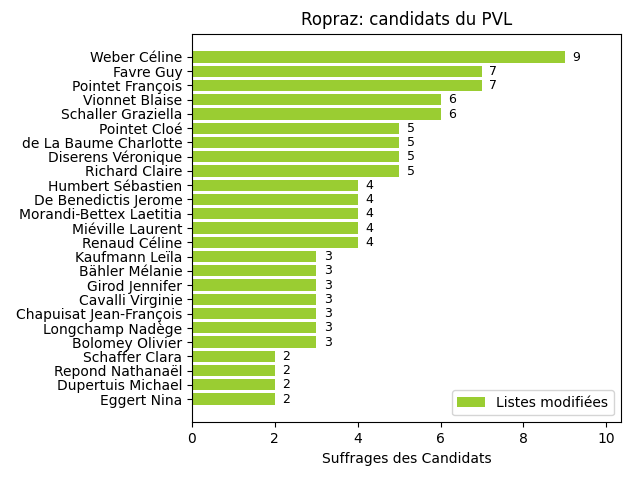 Ropraz: candidats du PVL
Weber Céline 9
Favre Guy 7
Pointet François 7
Vionnet Blaise 6
Schaller Graziella 6
Pointet Cloé 5
de La Baume Charlotte 5
Diserens Véronique 5
Richard Claire 5
Humbert Sébastien 4
De Benedictis Jerome 4
Morandi-Bettex Laetitia 4
Miéville Laurent 4
Renaud Céline 4
Kaufmann Leïla 3
Bähler Mélanie 3
Girod Jennifer 3
Cavalli Virginie 3
Chapuisat Jean-François 3
Longchamp Nadège 3
Bolomey Olivier 3
Schaffer Clara 2
Repond Nathanaël 2
Dupertuis Michael 2
Eggert Nina 2
Listes modifiées
0 2 4 6 8 10
Suffrages des Candidats